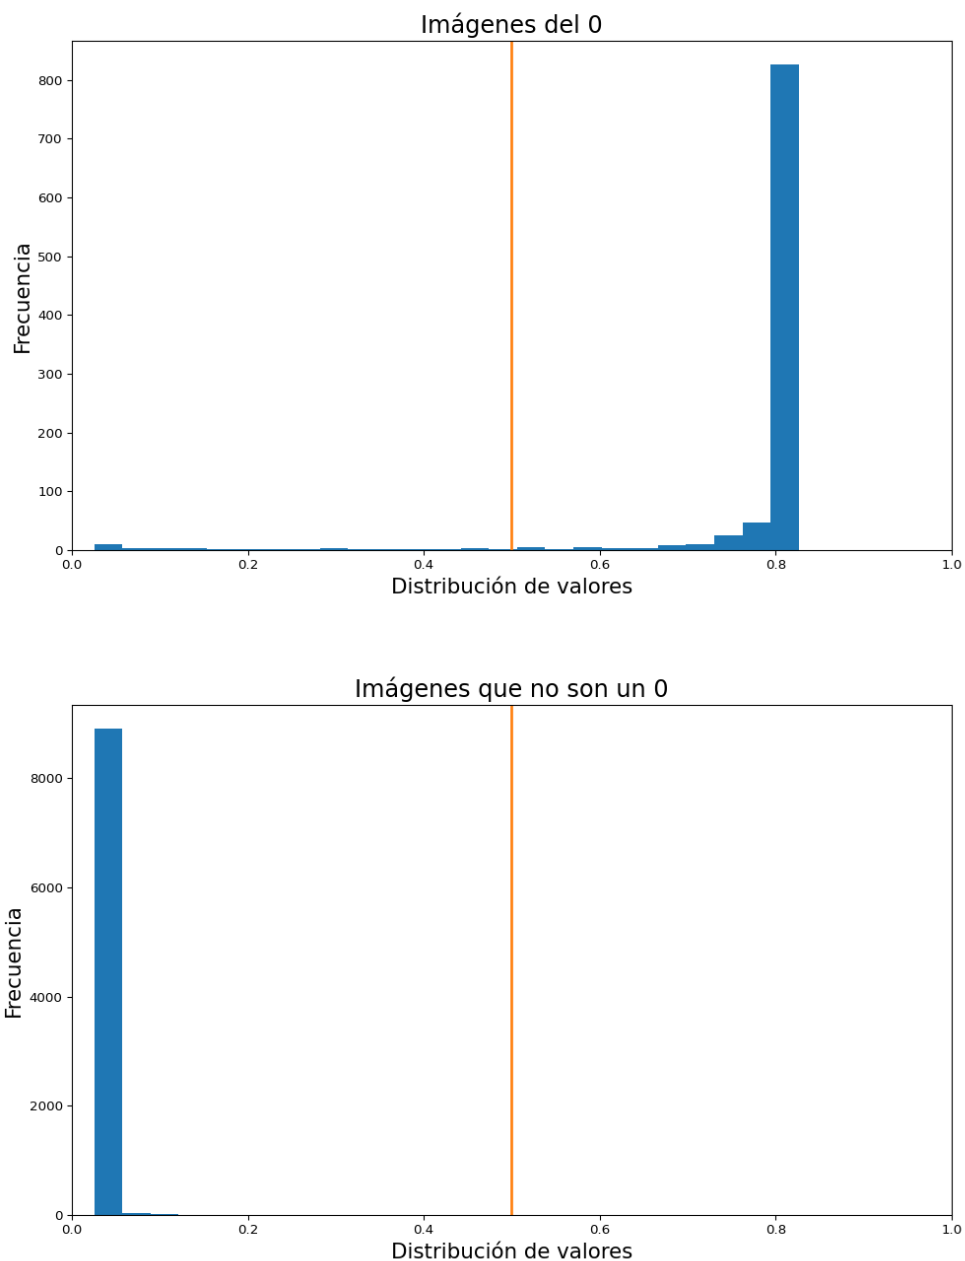 Imágenes del 0
800
700
600
500
400
300
200
100
0
Frecuencia
0.0 0.2 0.4 0.6 0.8 1.0
Distribución de valores
Imágenes que no son un 0
8000
6000
4000
2000
0
Frecuencia
0.0 0.2 0.4 0.6 0.8 1.0
Distribución de valores